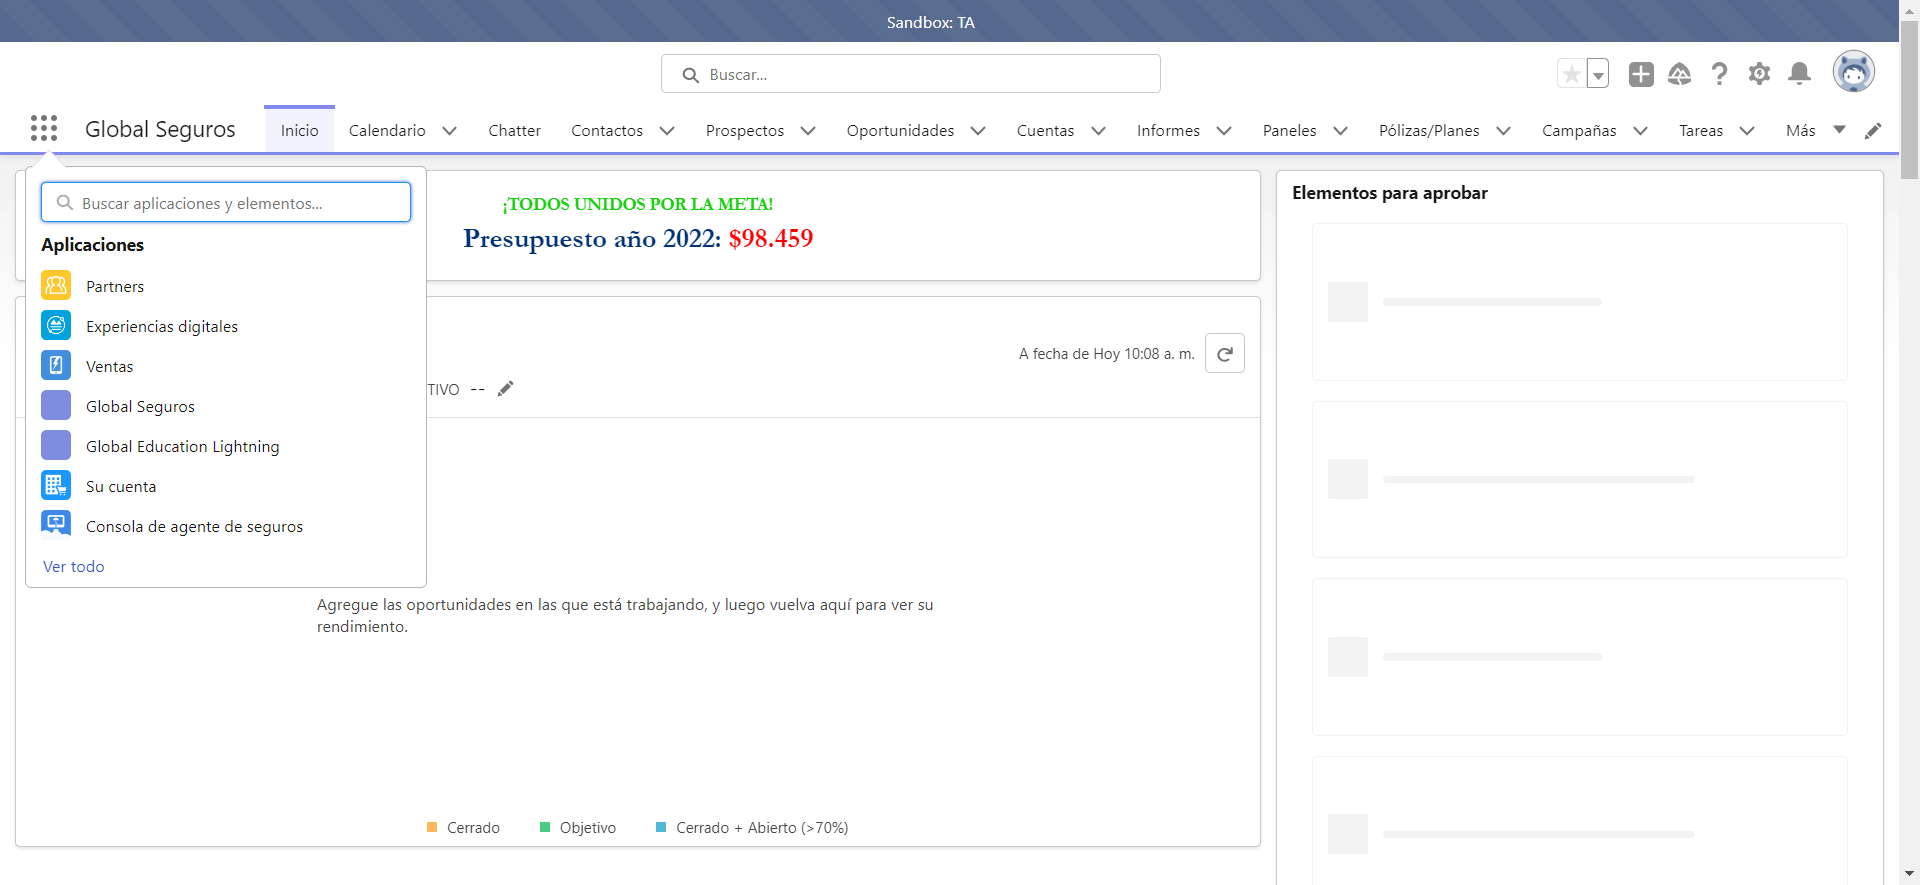 Sandbox: TA
Buscar...
Global Seguros
Inicio
Calendario
Chatter
Contactos
Prospectos
Oportunidades
Cuentas
Informes
Paneles
Pólizas/Planes
Campañas
Tareas
Más
Buscar aplicaciones y elementos...
Aplicaciones
Partners
Experiencias digitales
Ventas
Global Seguros
Global Education Lightning
Su cuenta
Consola de agente de seguros
Ver todo
¡TODOS UNIDOS POR LA META!
Presupuesto año 2022: $98.459
A fecha de Hoy 10:08 a. m.
TIVO --
Agregue las oportunidades en las que está trabajando, y luego vuelva aquí para ver su
rendimiento.
Cerrado
Objetivo
Cerrado + Abierto (>70%)
Elementos para aprobar